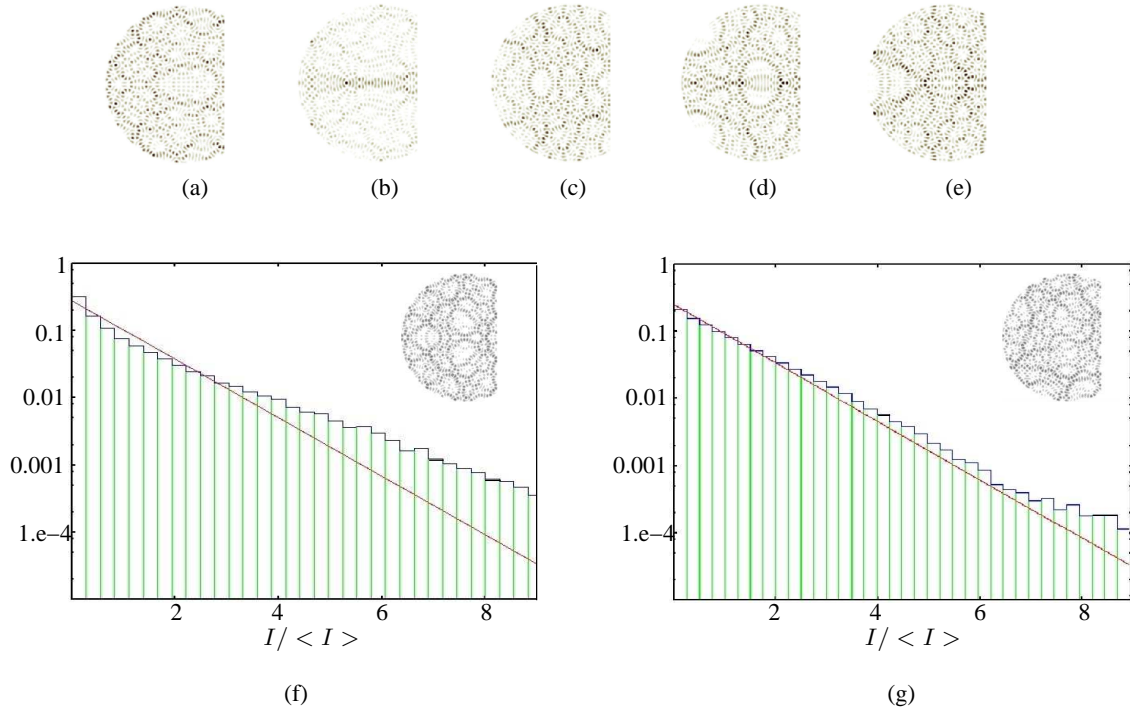 (a) (b) (c) (d) (e)
1 1
0.1 0.1
0.01 0.01
0.001 0.001
1.e−4 1.e−4
2 4 6 8 2 4 6 8
I/ < I > I/ < I >
(f) (g)